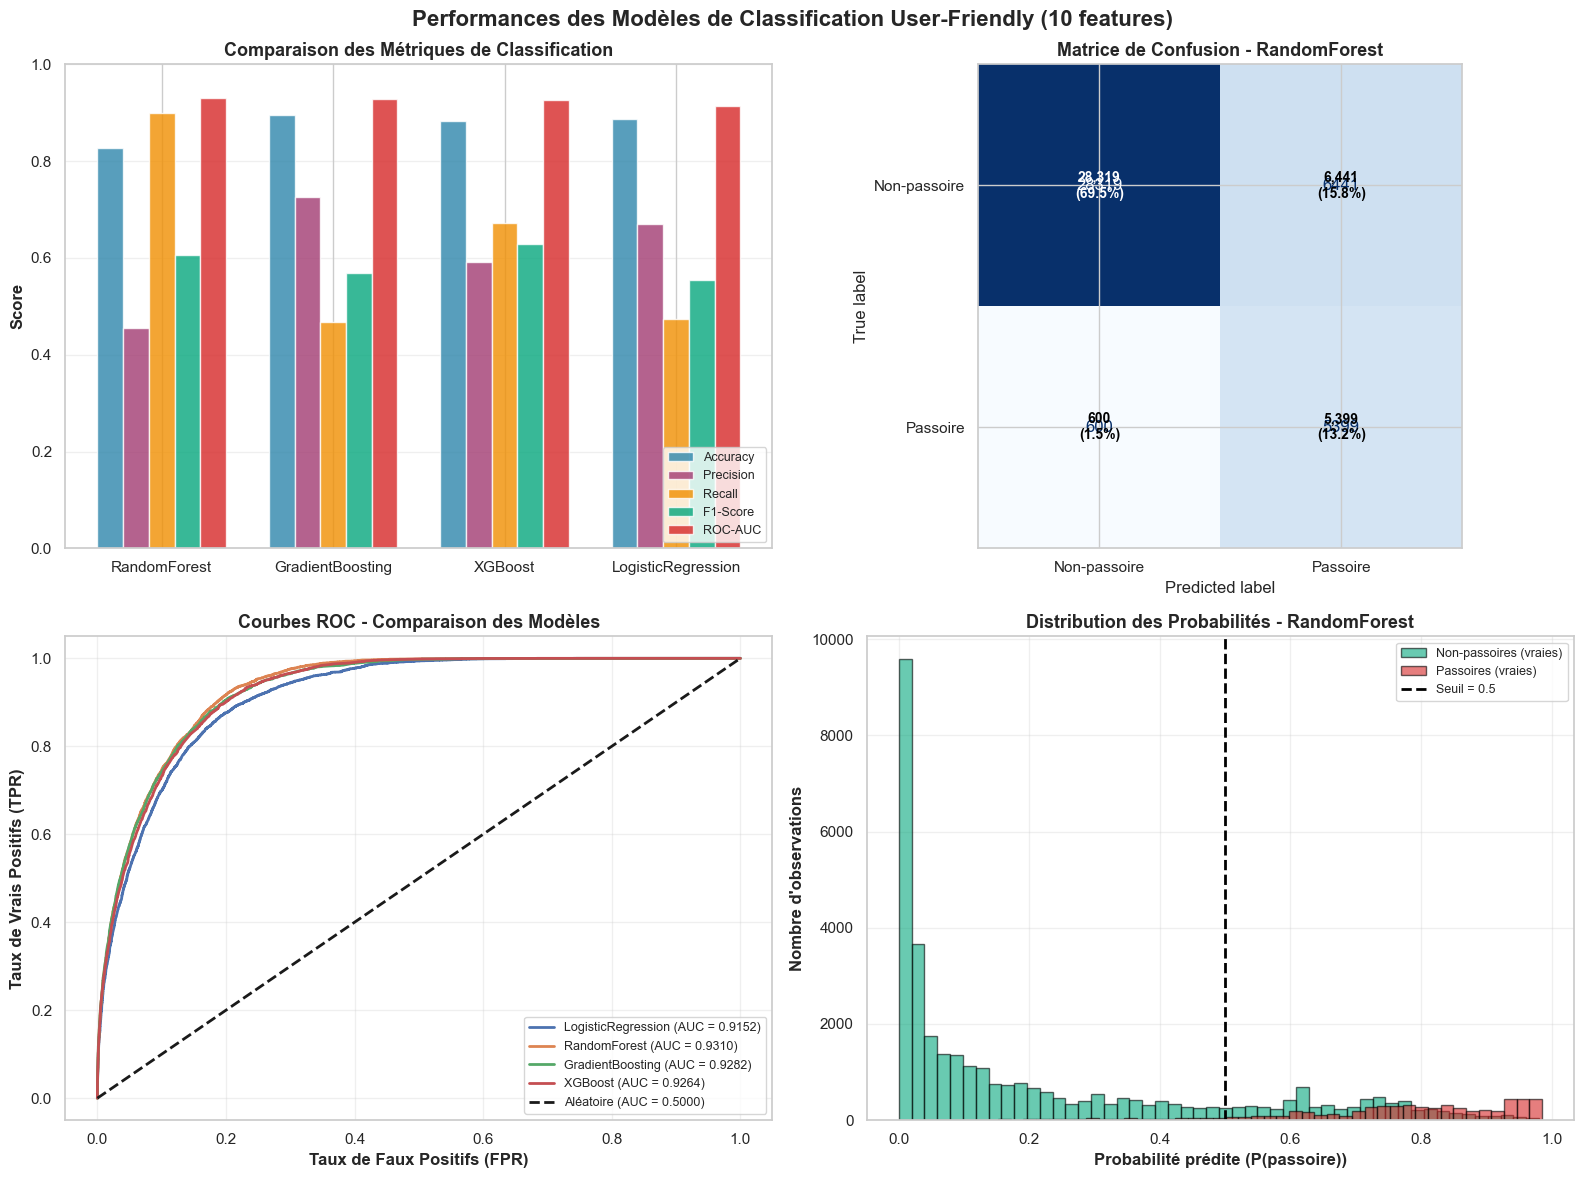 Performances des Modèles de Classification User-Friendly (10 features)
Comparaison des Métriques de Classification
Score
1.0
0.8
0.6
0.4
0.2
0.0
Accuracy
Precision
Recall
F1-Score
ROC-AUC
RandomForest
GradientBoosting
XGBoost
LogisticRegression
Matrice de Confusion - RandomForest
True label
Non-passoire
Passoire
28,319
28319
(69.5%)
6,441
6441
(15.8%)
600
600
(1.5%)
5,399
5399
(13.2%)
Non-passoire
Passoire
Predicted label
Courbes ROC - Comparaison des Modèles
Taux de Vrais Positifs (TPR)
1.0
0.8
0.6
0.4
0.2
0.0
LogisticRegression (AUC = 0.9152)
RandomForest (AUC = 0.9310)
GradientBoosting (AUC = 0.9282)
XGBoost (AUC = 0.9264)
Aléatoire (AUC = 0.5000)
0.0
0.2
0.4
0.6
0.8
1.0
Taux de Faux Positifs (FPR)
Distribution des Probabilités - RandomForest
Nombre d'observations
10000
8000
6000
4000
2000
0
Non-passoires (vraies)
Passoires (vraies)
Seuil = 0.5
0.0
0.2
0.4
0.6
0.8
1.0
Probabilité prédite (P(passoire))